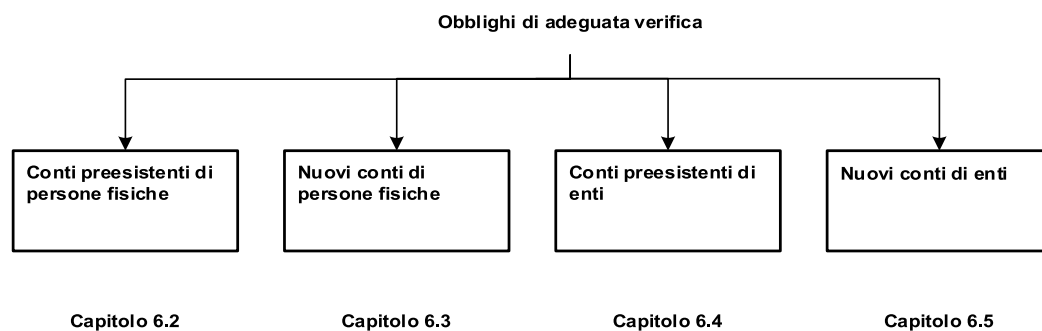 Obblighi di adeguata verifica
Conti preesistenti di
persone fisiche
Nuovi conti di
persone fisiche
Conti preesistenti di
enti
Nuovi conti di enti
Capitolo 6.2
Capitolo 6.3
Capitolo 6.4
Capitolo 6.5